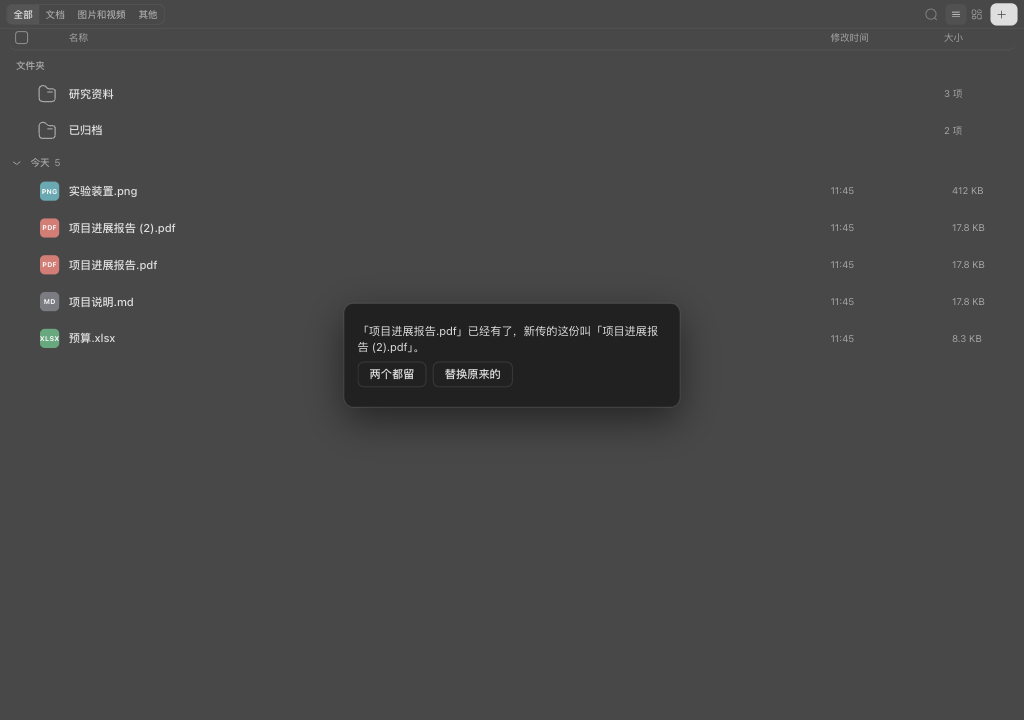 全部 文档 图片和视频 其他
名称 修改时间 大小
文件夹
研究资料 3 项
已归档 2 项
今天 5
PNG 实验装置.png 11:45 412 KB
PDF 项目进展报告 (2).pdf 11:45 17.8 KB
PDF 项目进展报告.pdf 11:45 17.8 KB
MD 项目说明.md 11:45 17.8 KB
XLSX 预算.xlsx 11:45 8.3 KB
「项目进展报告.pdf」已经有了，新传的这份叫「项目进展报
告 (2).pdf」。
两个都留 替换原来的